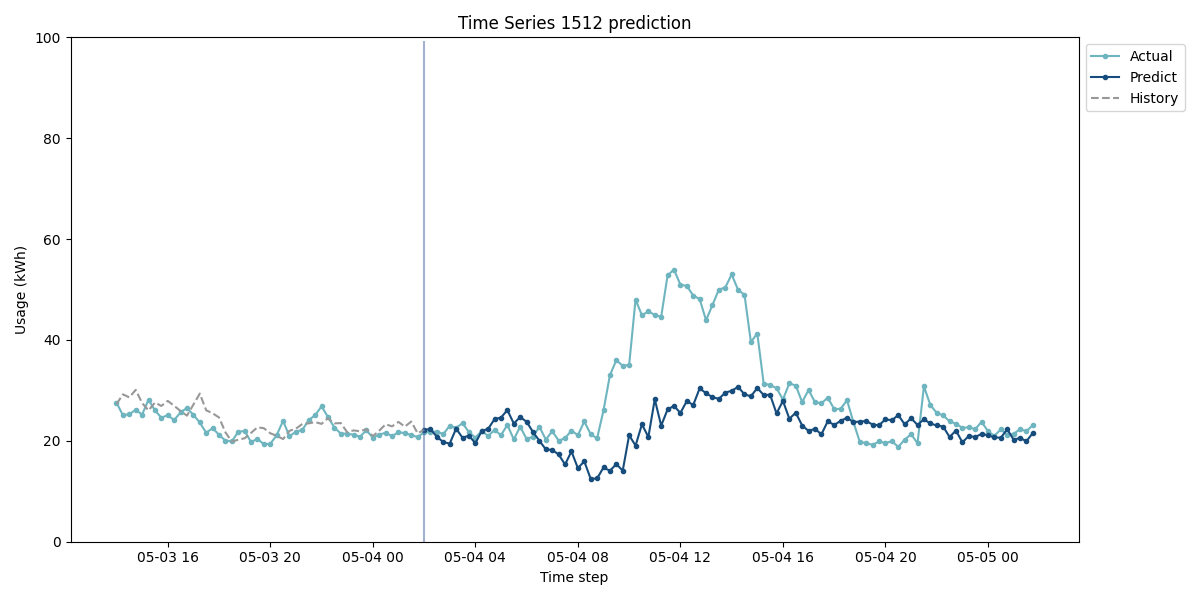 Time Series 1512 prediction
100
80
60
40
20
0
Usage (kWh)
05-03 16
05-03 20
05-04 00
05-04 04
05-04 08
05-04 12
05-04 16
05-04 20
05-05 00
Time step
Actual
Predict
History